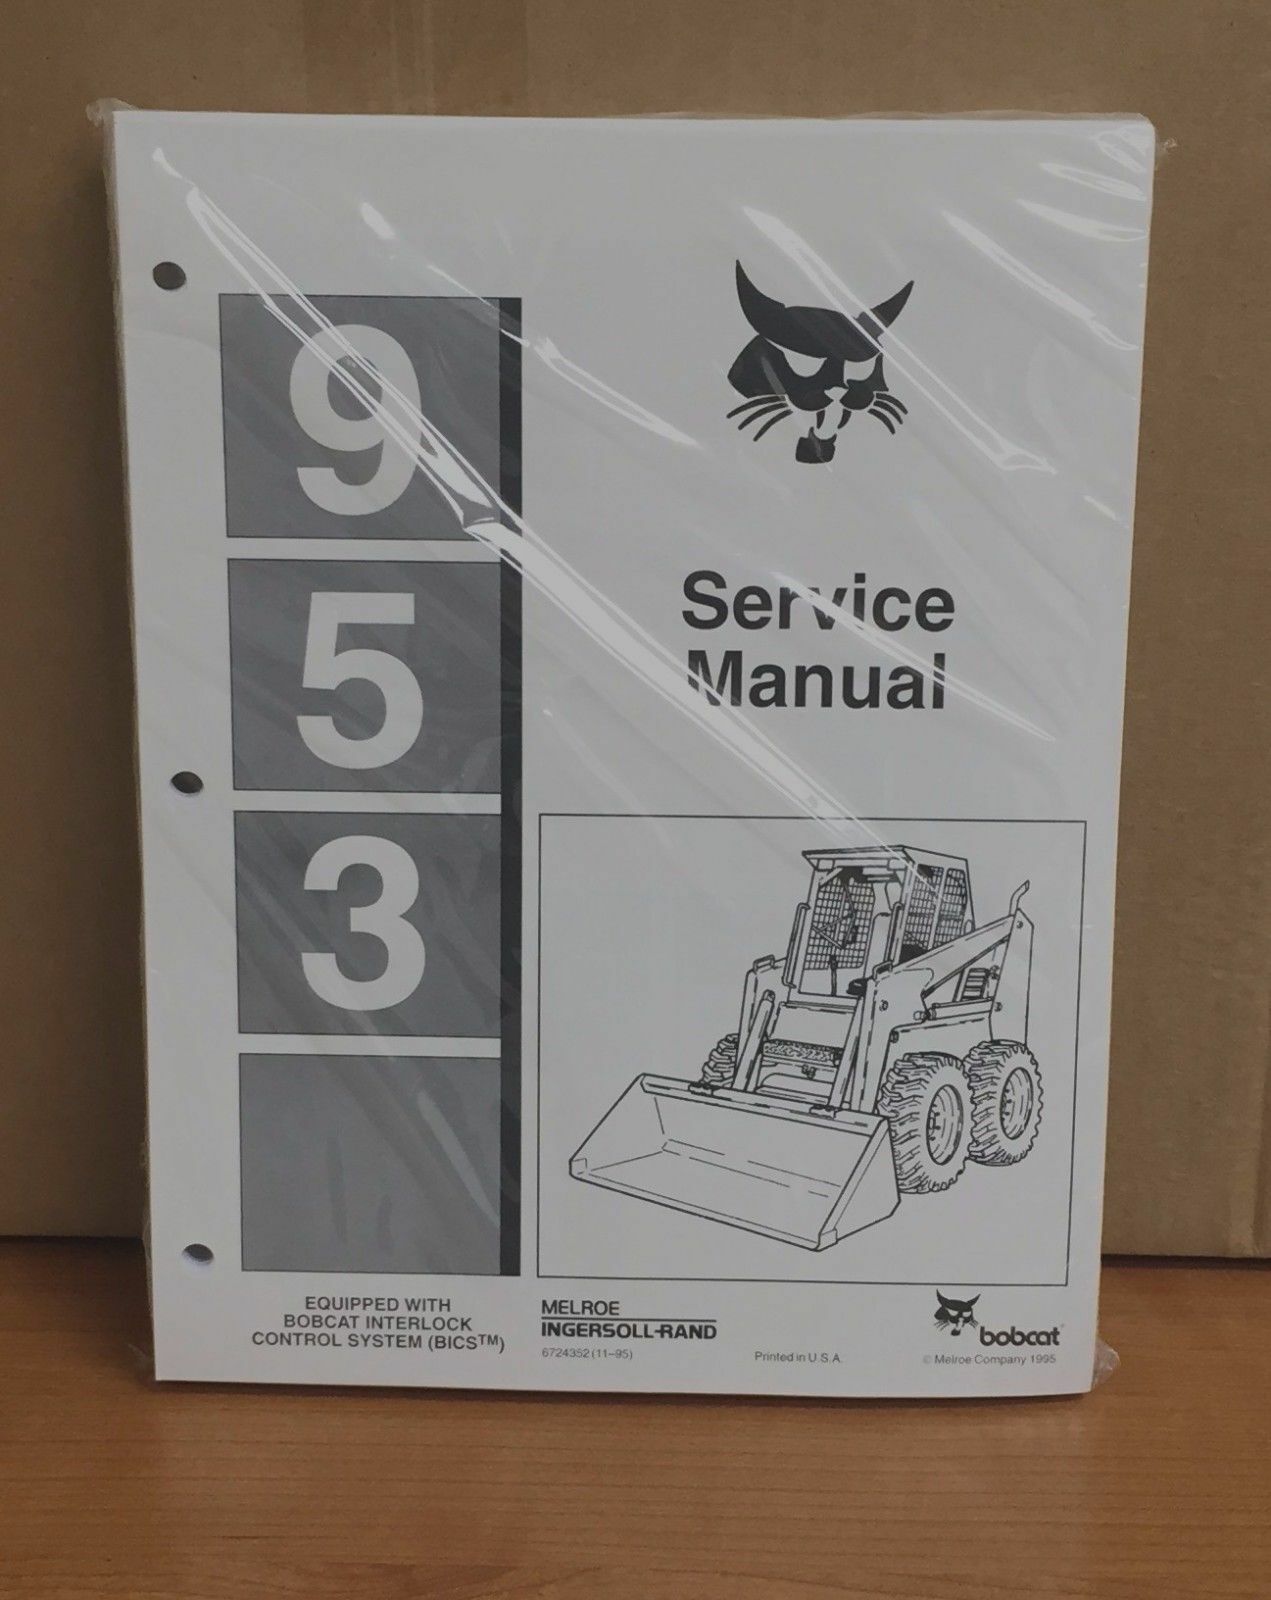 9
5
3
Service
Manual
EQUIPPED WITH
BOBCAT INTERLOCK
CONTROL SYSTEM (BICS™)
MELROE
INGERSOLL-RAND
6724352 (11–95)
Printed in U.S.A.
bobcat®
© Melroe Company 1995